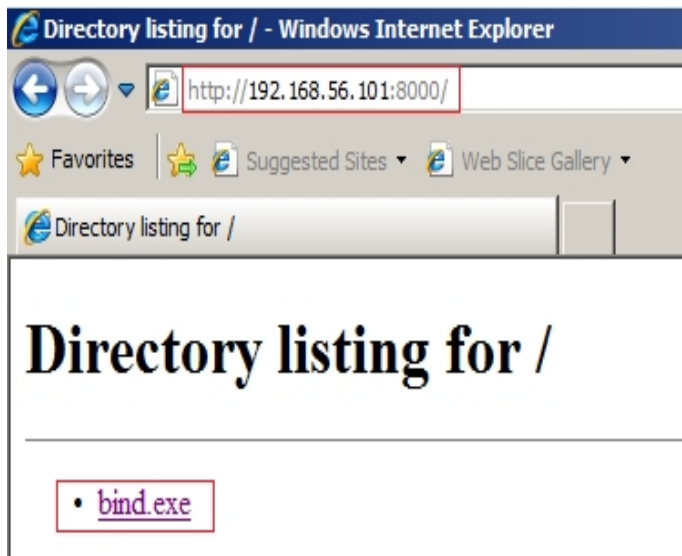 Directory listing for / - Windows Internet Explorer
http://192.168.56.101:8000/
Favorites Suggested Sites Web Slice Gallery
Directory listing for /
Directory listing for /
• bind.exe